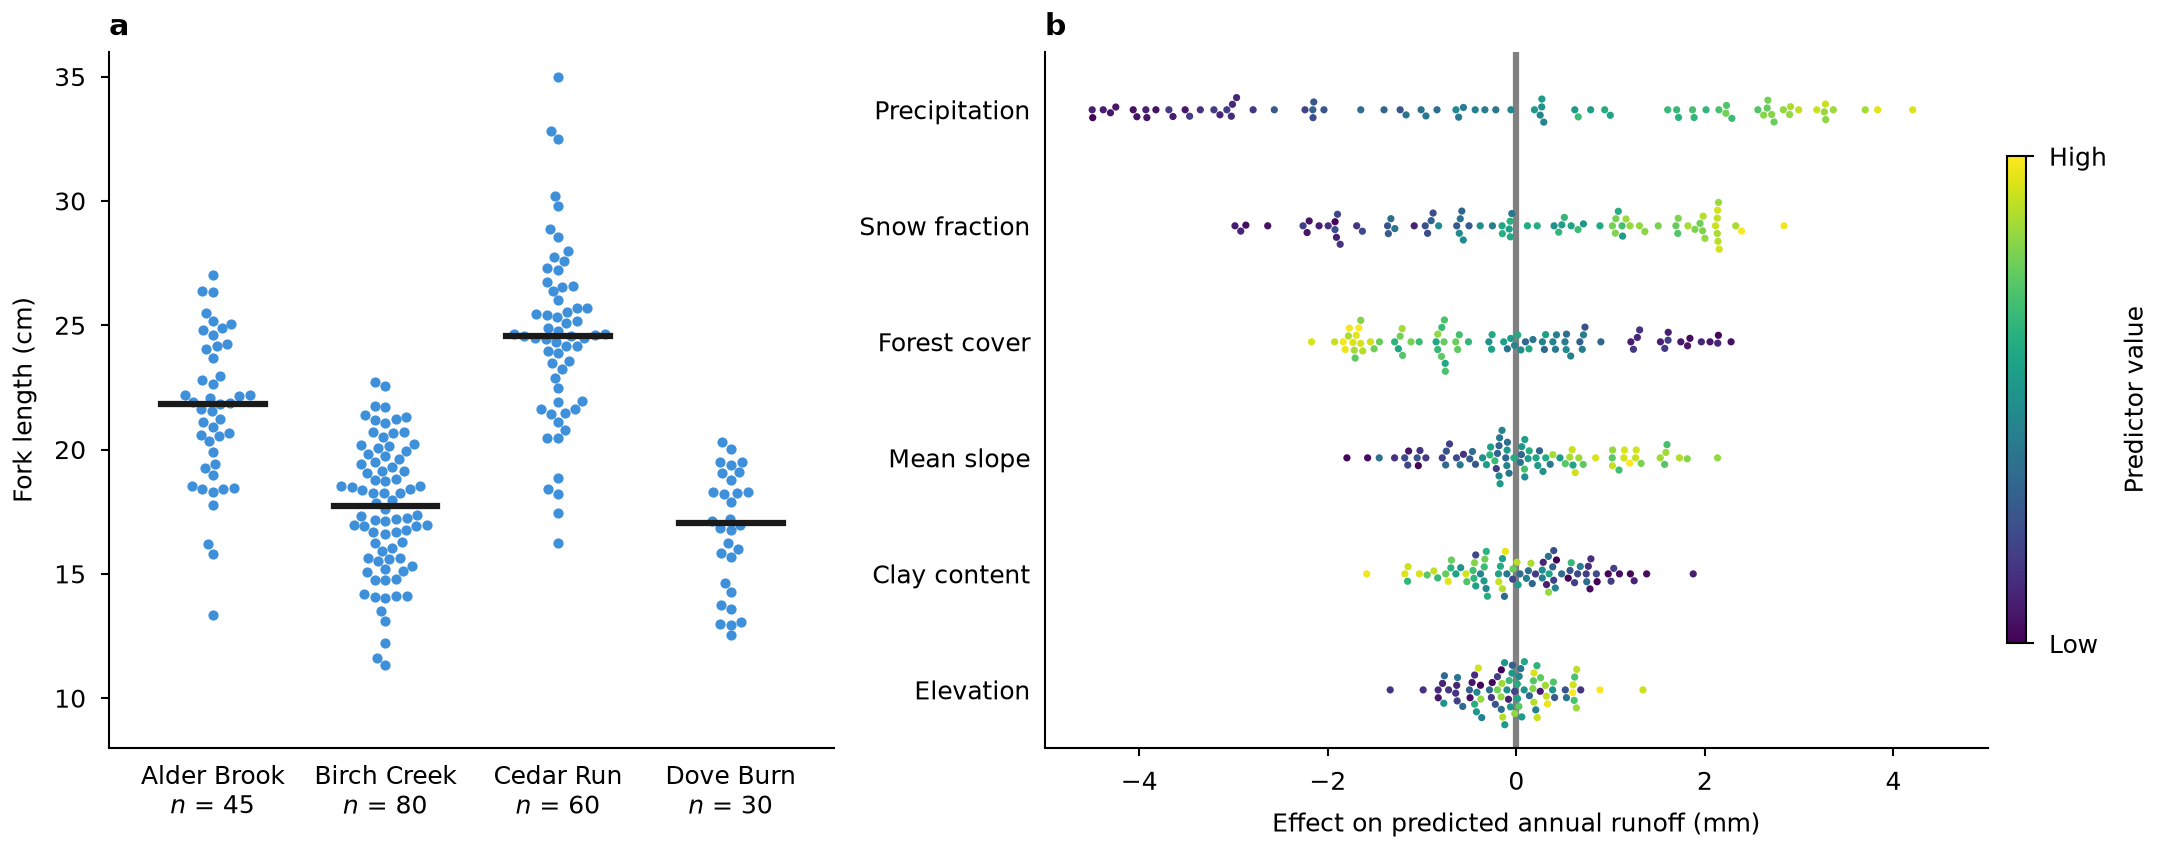 a
Fork length (cm)
35
30
25
20
15
10
Alder Brook
n = 45
Birch Creek
n = 80
Cedar Run
n = 60
Dove Burn
n = 30
b
Precipitation
Snow fraction
Forest cover
Mean slope
Clay content
Elevation
−4
−2
0
2
4
Effect on predicted annual runoff (mm)
High
Low
Predictor value